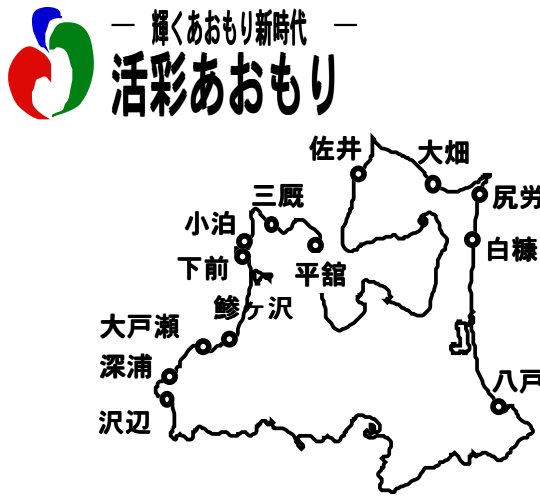 ― 輝くあおもり新時代 ―
活彩あおもり
佐井
大畑
三厩
尻労
小泊
白糠
下前
平舘
鰺ヶ沢
大戸瀬
深浦
八戸
沢辺